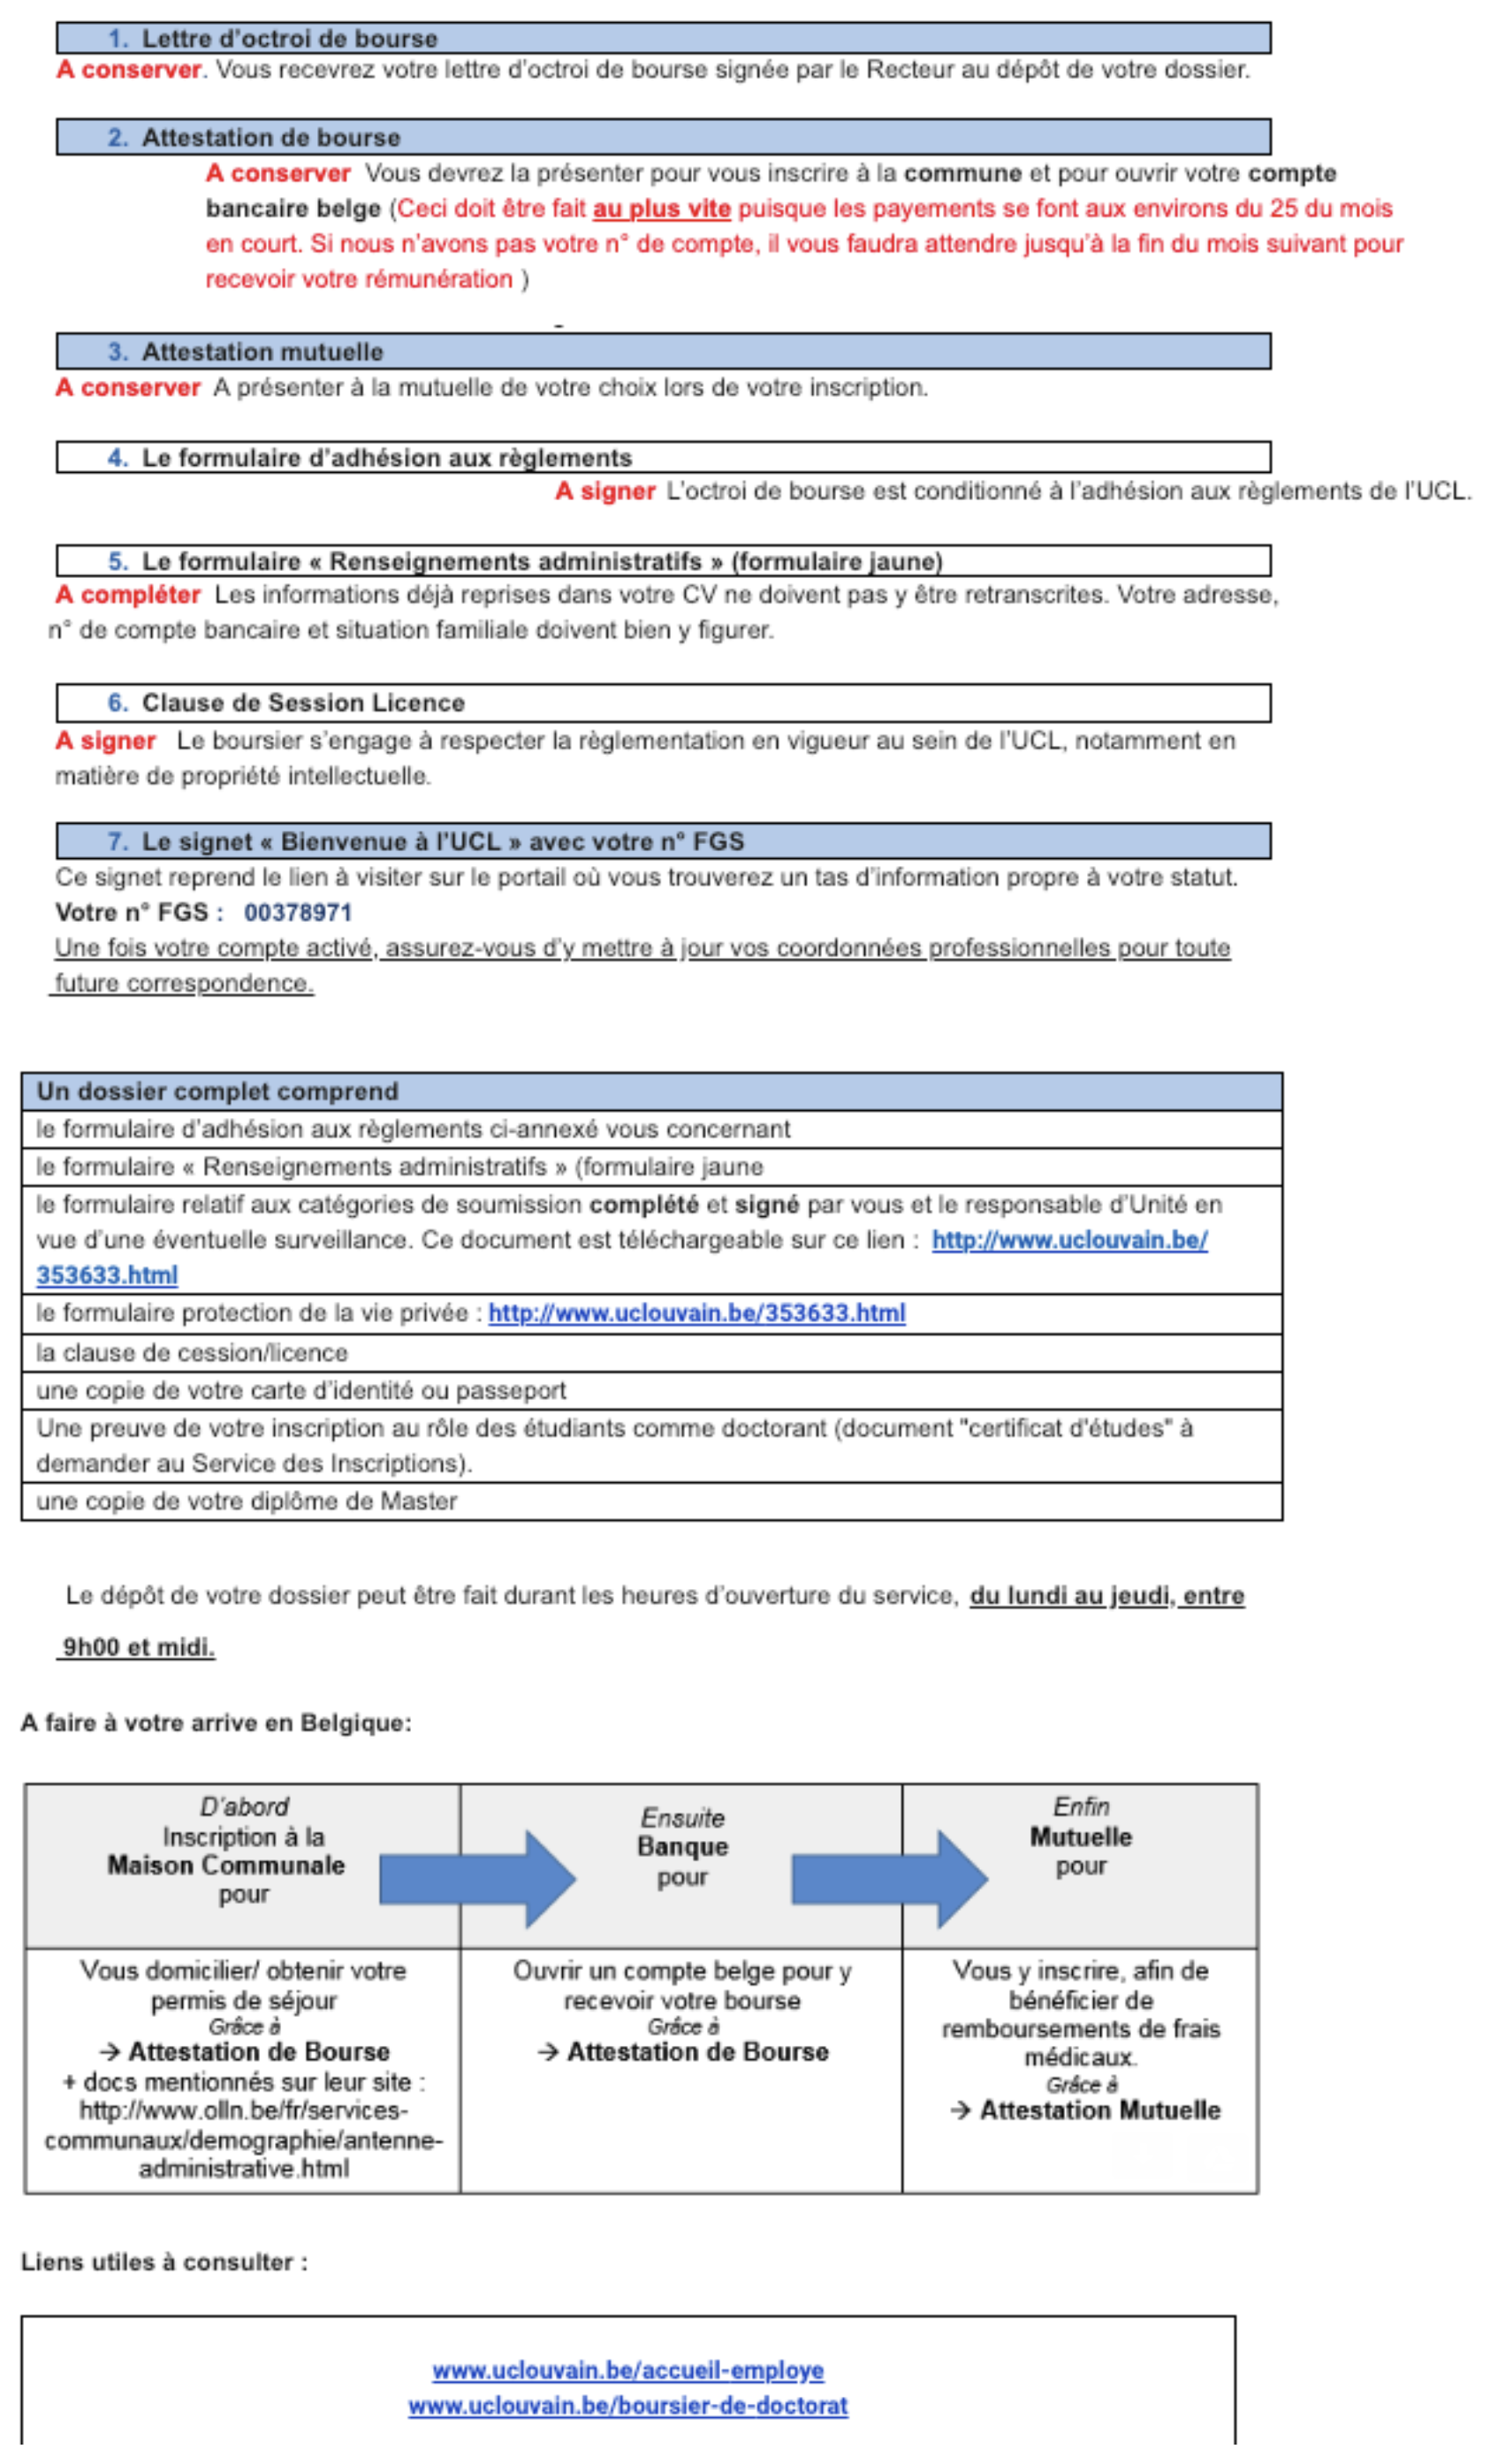 1. Lettre d'octroi de bourse
A conserver. Vous recevrez votre lettre d'octroi de bourse signée par le Recteur au dépôt de votre dossier.
2. Attestation de bourse
A conserver Vous devrez la présenter pour vous inscrire à la commune et pour ouvrir votre compte
bancaire belge (Ceci doit être fait au plus vite puisque les payements se font aux environs du 25 du mois
en court. Si nous n'avons pas votre n° de compte, il vous faudra attendre jusqu'à la fin du mois suivant pour
recevoir votre rémunération )
3. Attestation mutuelle
A conserver A présenter à la mutuelle de votre choix lors de votre inscription.
4. Le formulaire d'adhésion aux règlements
A signer L'octroi de bourse est conditionné à l'adhésion aux règlements de l'UCL.
5. Le formulaire « Renseignements administratifs » (formulaire jaune)
A compléter Les informations déjà reprises dans votre CV ne doivent pas y être retranscrites. Votre adresse,
n° de compte bancaire et situation familiale doivent bien y figurer.
6. Clause de Session Licence
A signer Le boursier s'engage à respecter la règlementation en vigueur au sein de l'UCL, notamment en
matière de propriété intellectuelle.
7. Le signet « Bienvenue à l'UCL » avec votre n° FGS
Ce signet reprend le lien à visiter sur le portail où vous trouverez un tas d'information propre à votre statut.
Votre n° FGS : 00378971
Une fois votre compte activé, assurez-vous d'y mettre à jour vos coordonnées professionnelles pour toute
future correspondence.
Un dossier complet comprend
le formulaire d'adhésion aux règlements ci-annexé vous concernant
le formulaire « Renseignements administratifs » (formulaire jaune
le formulaire relatif aux catégories de soumission complété et signé par vous et le responsable d'Unité en
vue d'une éventuelle surveillance. Ce document est téléchargeable sur ce lien : http://www.uclouvain.be/
353633.html
le formulaire protection de la vie privée : http://www.uclouvain.be/353633.html
la clause de cession/licence
une copie de votre carte d'identité ou passeport
Une preuve de votre inscription au rôle des étudiants comme doctorant (document "certificat d'études" à
demander au Service des Inscriptions).
une copie de votre diplôme de Master
Le dépôt de votre dossier peut être fait durant les heures d'ouverture du service, du lundi au jeudi, entre
9h00 et midi.
A faire à votre arrive en Belgique:
D'abord
Inscription à la
Maison Communale
pour
Ensuite
Banque
pour
Enfin
Mutuelle
pour
Vous domicilier/ obtenir votre
permis de séjour
Grâce à
→ Attestation de Bourse
+ docs mentionnés sur leur site :
http://www.olln.be/fr/services-
communaux/demographie/antenne-
administrative.html
Ouvrir un compte belge pour y
recevoir votre bourse
Grâce à
→ Attestation de Bourse
Vous y inscrire, afin de
bénéficier de
remboursements de frais
médicaux.
Grâce à
→ Attestation Mutuelle
Liens utiles à consulter :
www.uclouvain.be/accueil-employe
www.uclouvain.be/boursier-de-doctorat